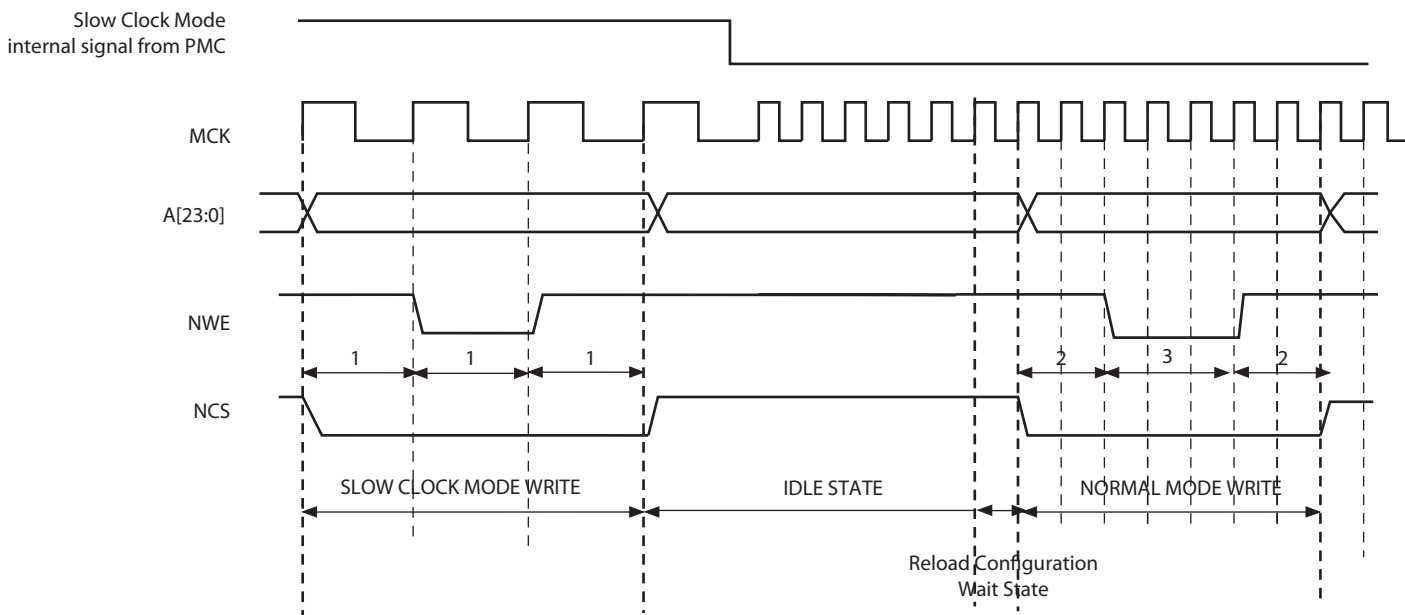 Slow Clock Mode
internal signal from PMC
MCK
A[23:0]
NWE
1 1 1 2 3 2
NCS
SLOW CLOCK MODE WRITE IDLE STATE NORMAL MODE WRITE
Reload Configuration
Wait State